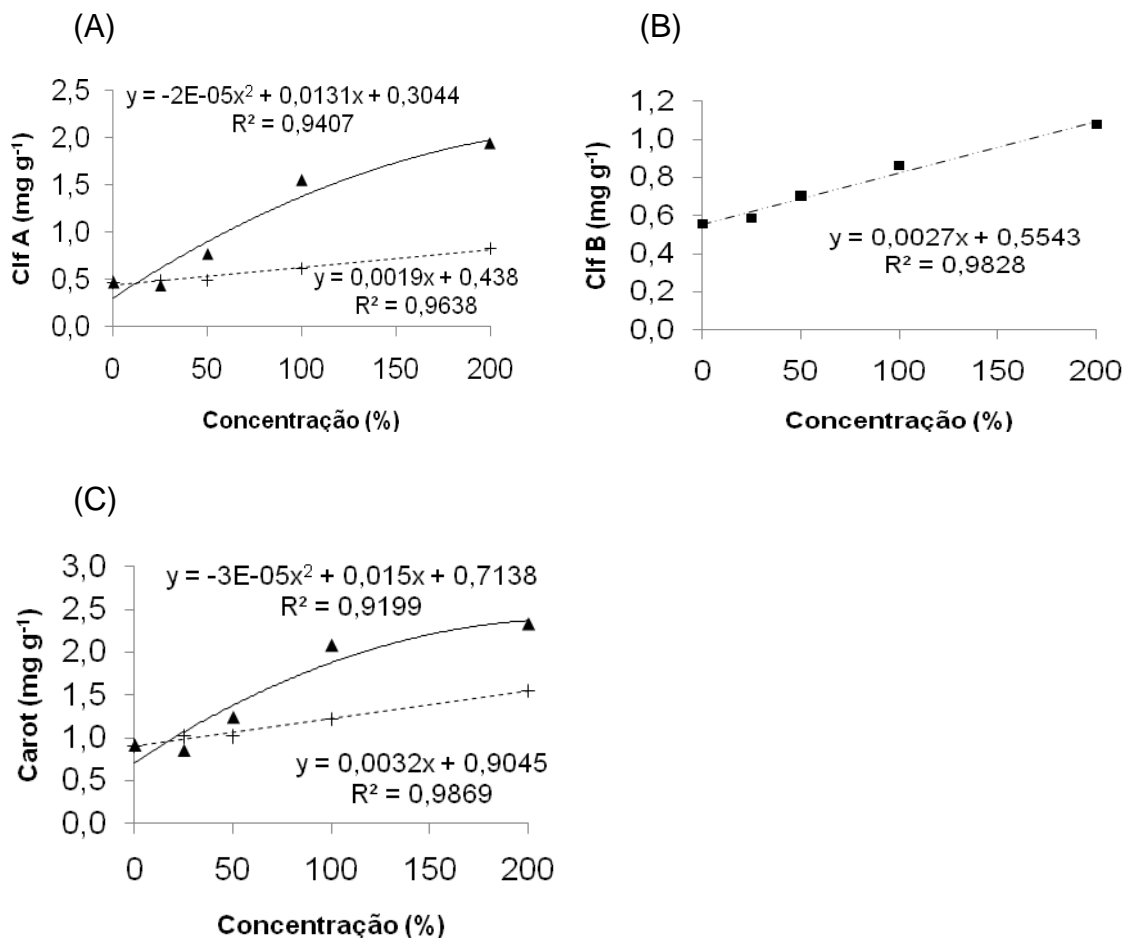 (A)
2,5
2,0
1,5
1,0
0,5
0,0
Clf A (mg g⁻¹)
y = -2E-05x² + 0,0131x + 0,3044
R² = 0,9407
y = 0,0019x + 0,438
R² = 0,9638
0 50 100 150 200
Concentração (%)
(B)
1,2
1,0
0,8
0,6
0,4
0,2
0,0
Clf B (mg g⁻¹)
y = 0,0027x + 0,5543
R² = 0,9828
0 50 100 150 200
Concentração (%)
(C)
3,0
2,5
2,0
1,5
1,0
0,5
0,0
Carot (mg g⁻¹)
y = -3E-05x² + 0,015x + 0,7138
R² = 0,9199
y = 0,0032x + 0,9045
R² = 0,9869
0 50 100 150 200
Concentração (%)